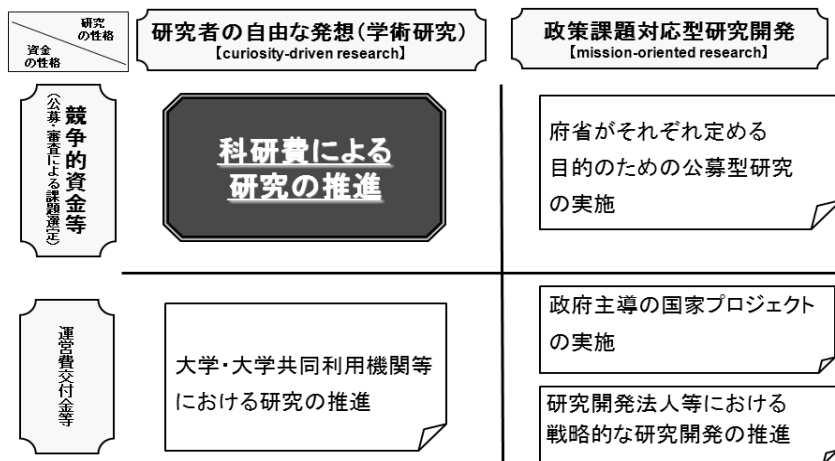 研究
の性格
資金
の性格
研究者の自由な発想（学術研究）
【curiosity-driven research】
政策課題対応型研究開発
【mission-oriented research】
競争的資金等
（公募・審査による課題選定）
科研費による
研究の推進
府省がそれぞれ定める
目的のための公募型研究
の実施
運営費交付金等
大学・大学共同利用機関等
における研究の推進
政府主導の国家プロジェクト
の実施
研究開発法人等における
戦略的な研究開発の推進